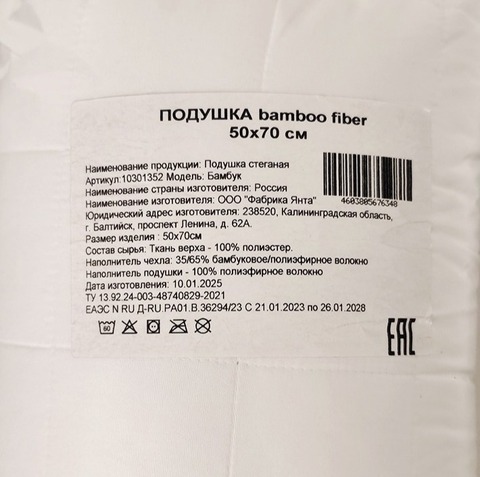 ПОДУШКА bamboo fiber
50х70 см
Наименование продукции: Подушка стеганая
Артикул:10301352 Модель: Бамбук
Наименование страны изготовителя: Россия
Наименование изготовителя: ООО "Фабрика Янта"
Юридический адрес изготовителя: 238520, Калининградская область,
г. Балтийск, проспект Ленина, д. 62А.
Размер изделия : 50х70см
Состав сырья: Ткань верха - 100% полиэстер.
Наполнитель чехла: 35/65% бамбуковое/полиэфирное волокно
Наполнитель подушки - 100% полиэфирное волокно
Дата изготовления: 10.01.2025
ТУ 13.92.24-003-48740829-2021
ЕАЭС N RU Д-RU.РА01.В.36294/23 С 21.01.2023 по 26.01.2028
4603805676340
60
ЕАС